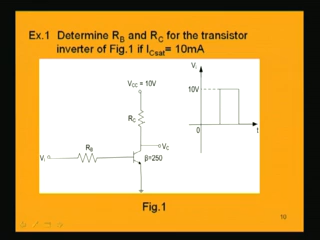 Ex.1 Determine RB and RC for the transistor
inverter of Fig.1 if ICsat= 10mA
VCC = 10V
Vi
10V
RC
0
t
VC
RB
Vi
β=250
Fig.1
10